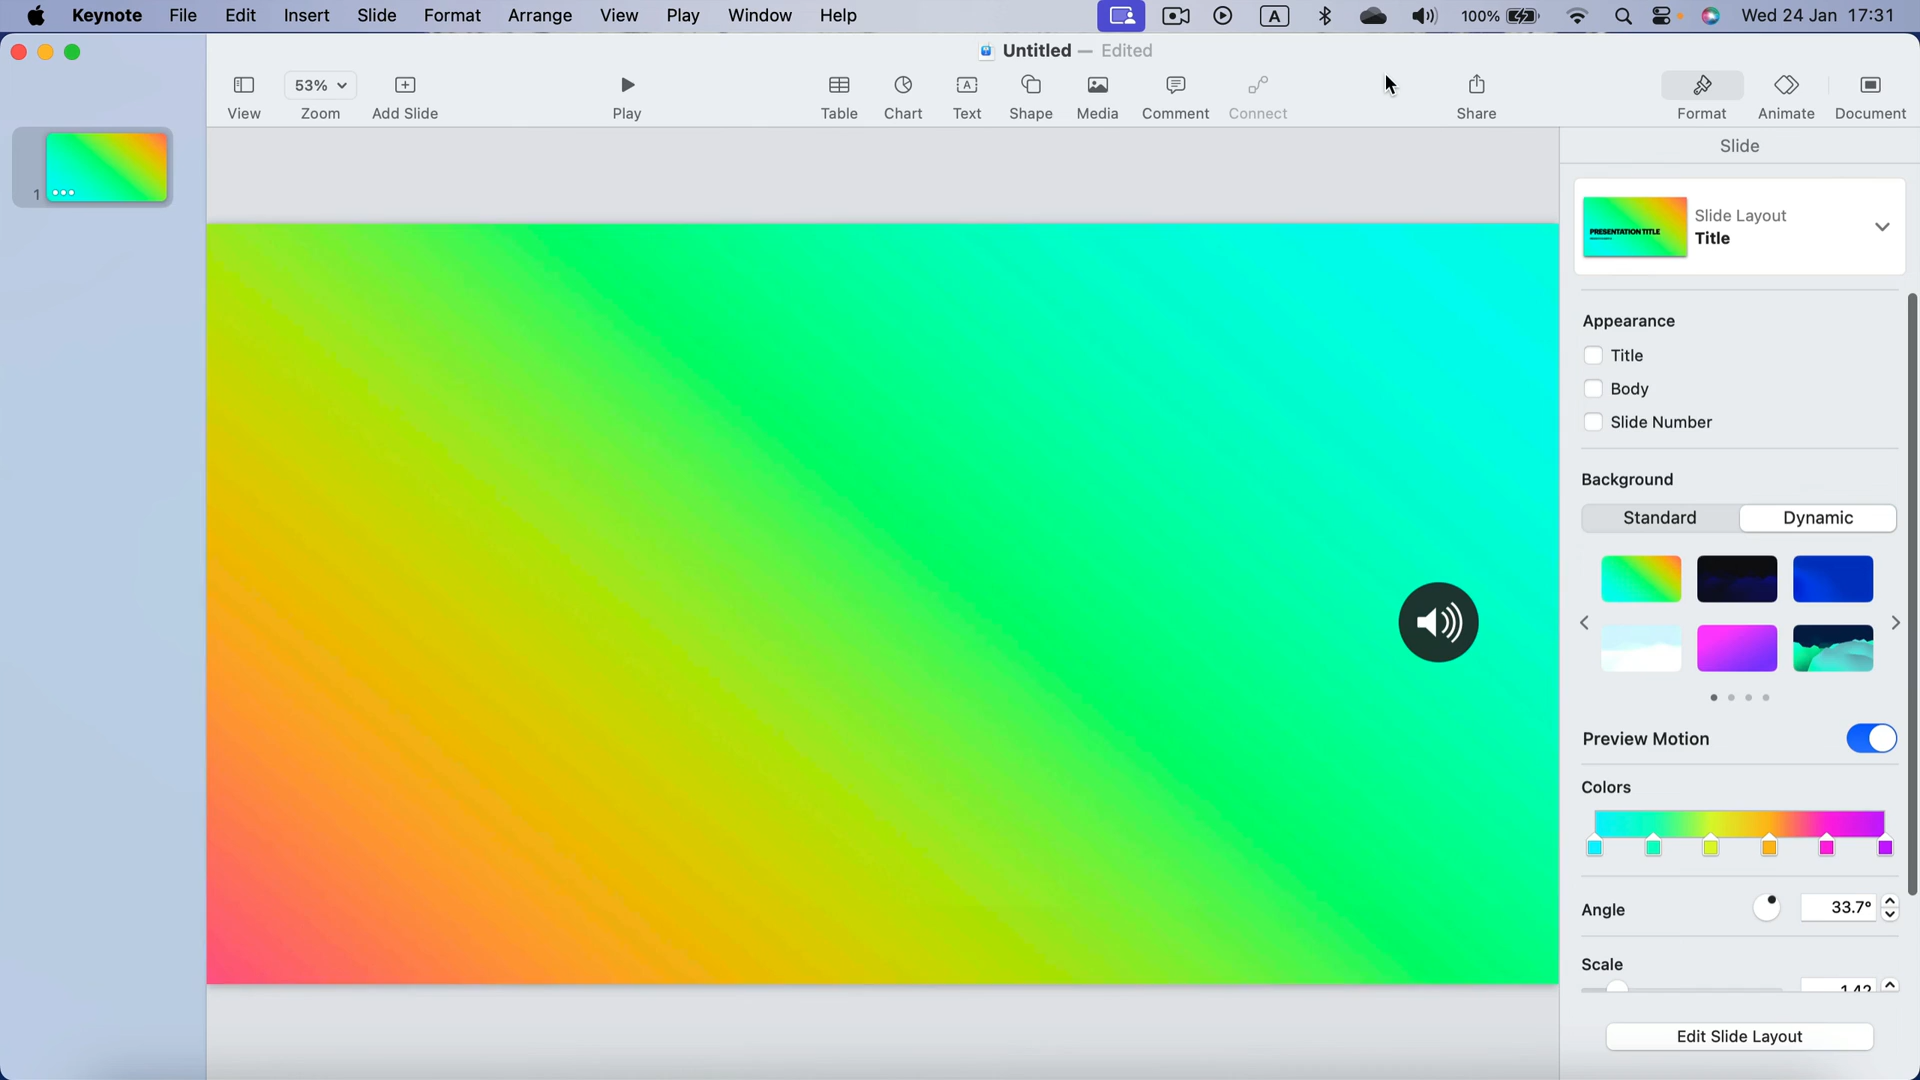 Keynote File Edit Insert Slide Format Arrange View Play Window Help A 100% Wed 24 Jan 17:31
Untitled — Edited
53%
View Zoom Add Slide Play Table Chart Text Shape Media Comment Connect Share Format Animate Document
Slide
1
Slide Layout
Title
PRESENTATION TITLE
Appearance
Title
Body
Slide Number
Background
Standard Dynamic
Preview Motion
Colors
Angle 33.7°
Scale 1.42
Edit Slide Layout